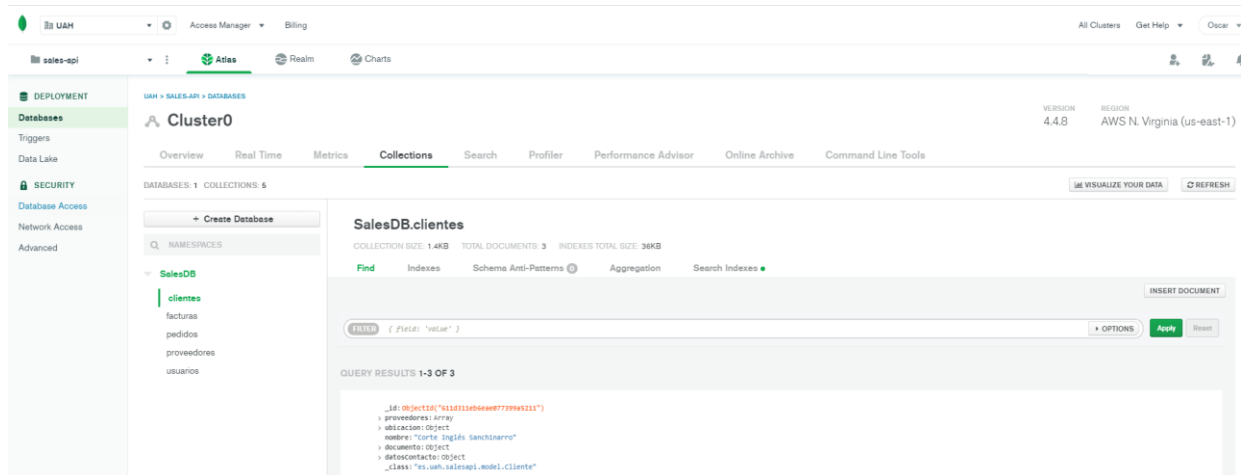 UAH Access Manager Billing All Clusters Get Help Oscar
sales-api Atlas Realm Charts
DEPLOYMENT
Databases
Triggers
Data Lake
SECURITY
Database Access
Network Access
Advanced
UAH > SALES-API > DATABASES
Cluster0
VERSION
4.4.8
REGION
AWS N. Virginia (us-east-1)
Overview Real Time Metrics Collections Search Profiler Performance Advisor Online Archive Command Line Tools
DATABASES: 1 COLLECTIONS: 5
VISUALIZE YOUR DATA REFRESH
+ Create Database
NAMESPACES
SalesDB
clientes
facturas
pedidos
proveedores
usuarios
SalesDB.clientes
COLLECTION SIZE: 1.4KB TOTAL DOCUMENTS: 3 INDEXES TOTAL SIZE: 36KB
Find Indexes Schema Anti-Patterns 0 Aggregation Search Indexes
INSERT DOCUMENT
FILTER { field: 'value' } OPTIONS Apply Reset
QUERY RESULTS 1-3 OF 3
_id: ObjectId("611d311eb6eae077399a5211")
proveedores: Array
ubicacion: Object
nombre: "Corte Inglés Sanchinarro"
documento: Object
datosContacto: Object
_class: "es.uah.salesapi.model.Cliente"